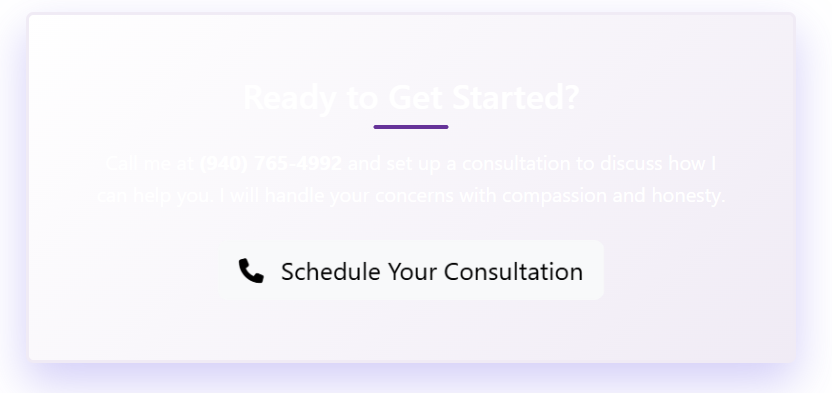 Ready to Get Started?
Call me at (940) 765-4992 and set up a consultation to discuss how I
can help you. I will handle your concerns with compassion and honesty.
Schedule Your Consultation